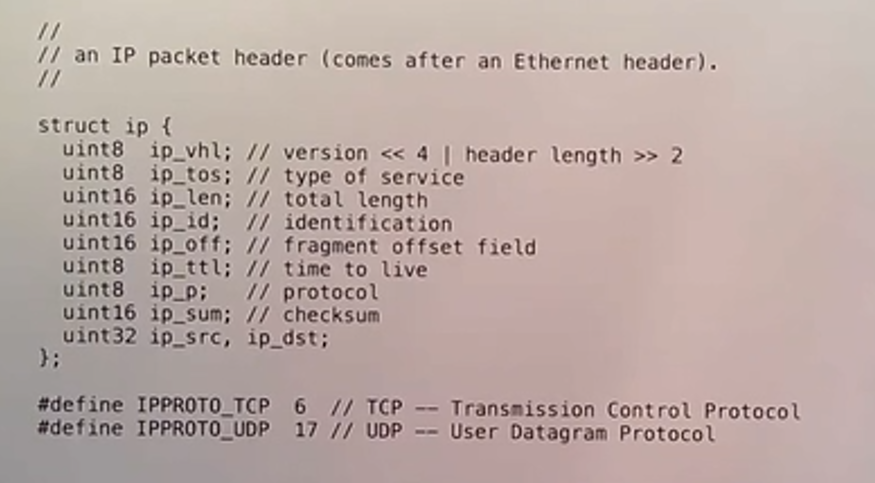 //
// an IP packet header (comes after an Ethernet header).
//
struct ip {
  uint8  ip_vhl; // version << 4 | header length >> 2
  uint8  ip_tos; // type of service
  uint16 ip_len; // total length
  uint16 ip_id;  // identification
  uint16 ip_off; // fragment offset field
  uint8  ip_ttl; // time to live
  uint8  ip_p;   // protocol
  uint16 ip_sum; // checksum
  uint32 ip_src, ip_dst;
};
#define IPPROTO_TCP  6  // TCP -- Transmission Control Protocol
#define IPPROTO_UDP  17 // UDP -- User Datagram Protocol